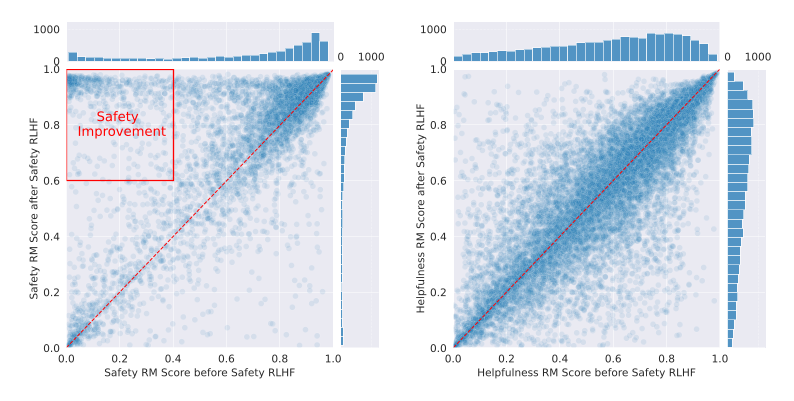 1000
0
0 1000
1.0
0.8
0.6
0.4
0.2
0.0
Safety RM Score after Safety RLHF
Safety
Improvement
0.0 0.2 0.4 0.6 0.8 1.0
Safety RM Score before Safety RLHF
1000
0
0 1000
1.0
0.8
0.6
0.4
0.2
0.0
Helpfulness RM Score after Safety RLHF
0.0 0.2 0.4 0.6 0.8 1.0
Helpfulness RM Score before Safety RLHF